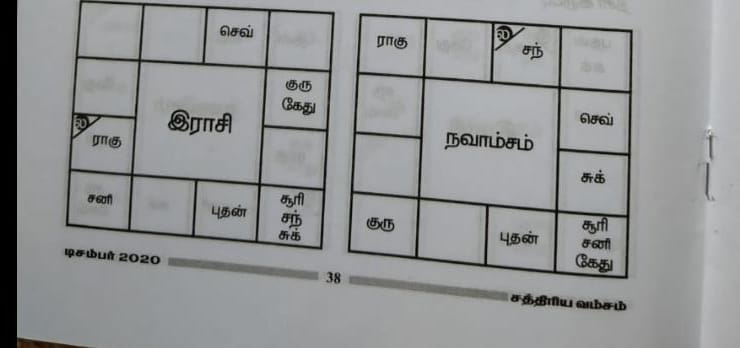 செவ்
குரு
கேது
இராசி
ல
ராகு
சனி
புதன்
சூரி
சந்
சுக்
ராகு
ல
சந்
செவ்
நவாம்சம்
சுக்
குரு
புதன்
சூரி
சனி
கேது
டிசம்பர் 2020
38
சத்திரிய வம்சம்